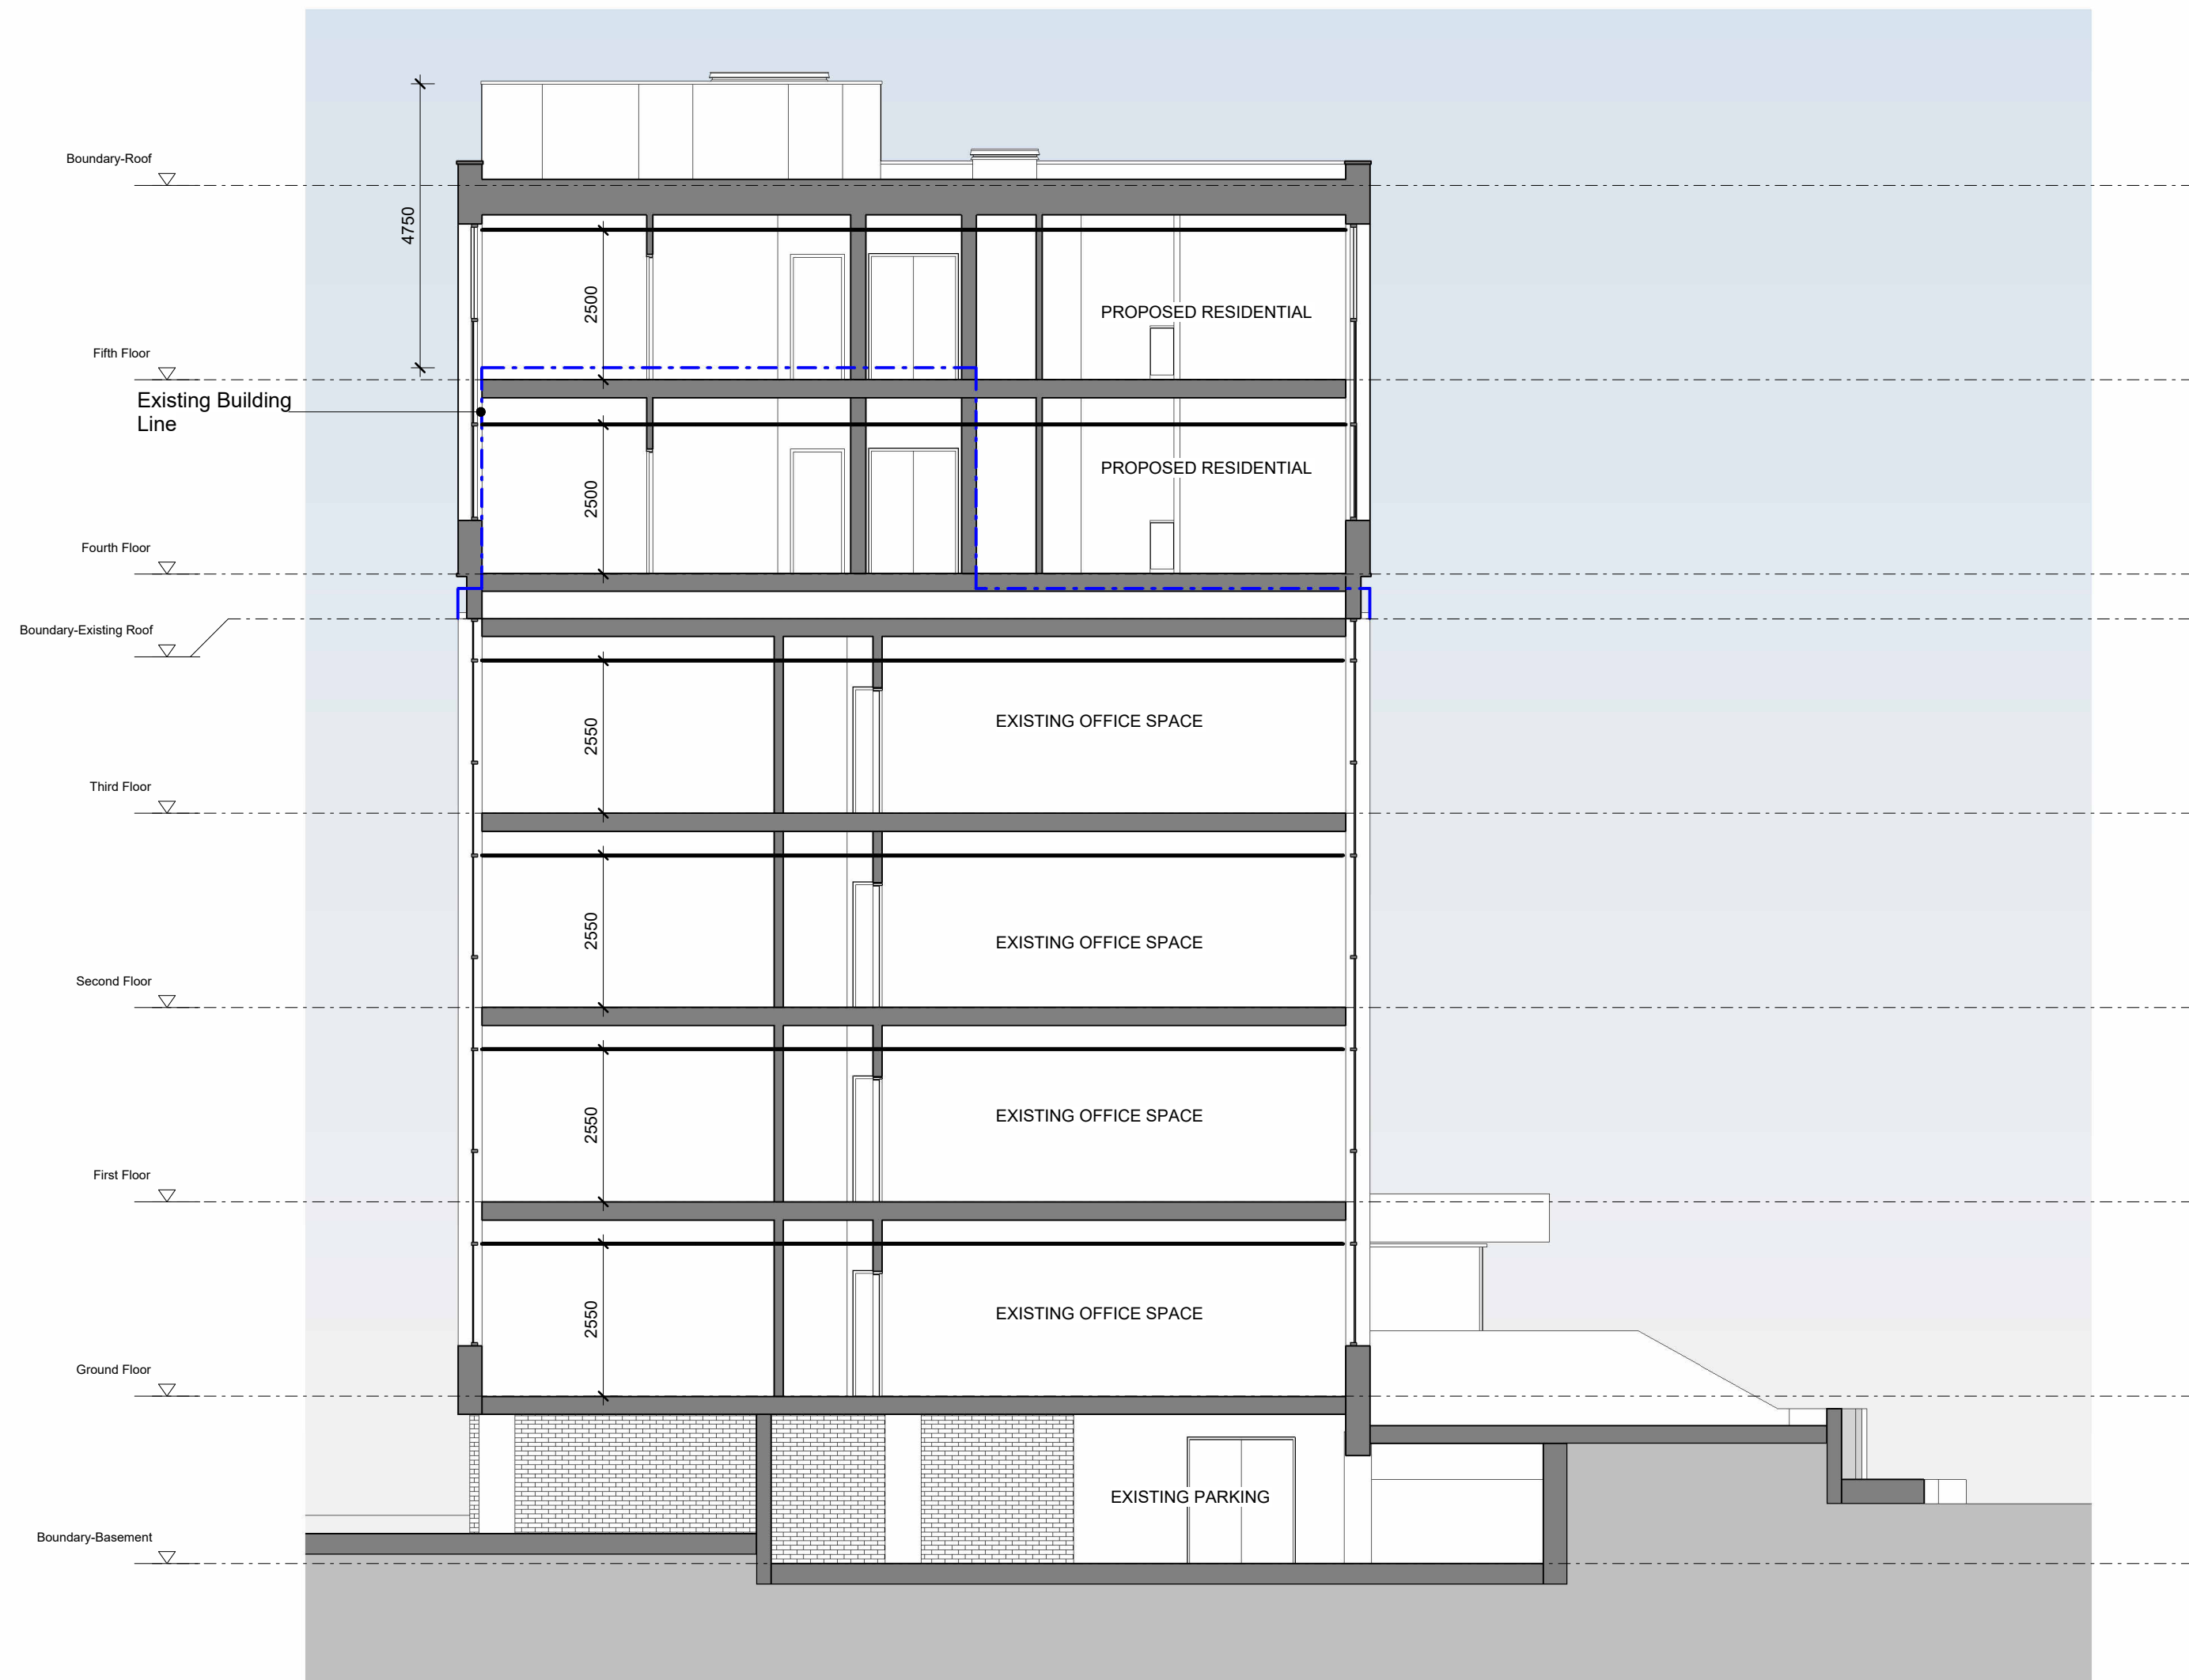 Boundary-Roof
4750
2500
PROPOSED RESIDENTIAL
Fifth Floor
Existing Building
Line
PROPOSED RESIDENTIAL
2500
Fourth Floor
Boundary-Existing Roof
EXISTING OFFICE SPACE
2550
Third Floor
2550
EXISTING OFFICE SPACE
Second Floor
2550
EXISTING OFFICE SPACE
First Floor
2550
EXISTING OFFICE SPACE
Ground Floor
EXISTING PARKING
Boundary-Basement